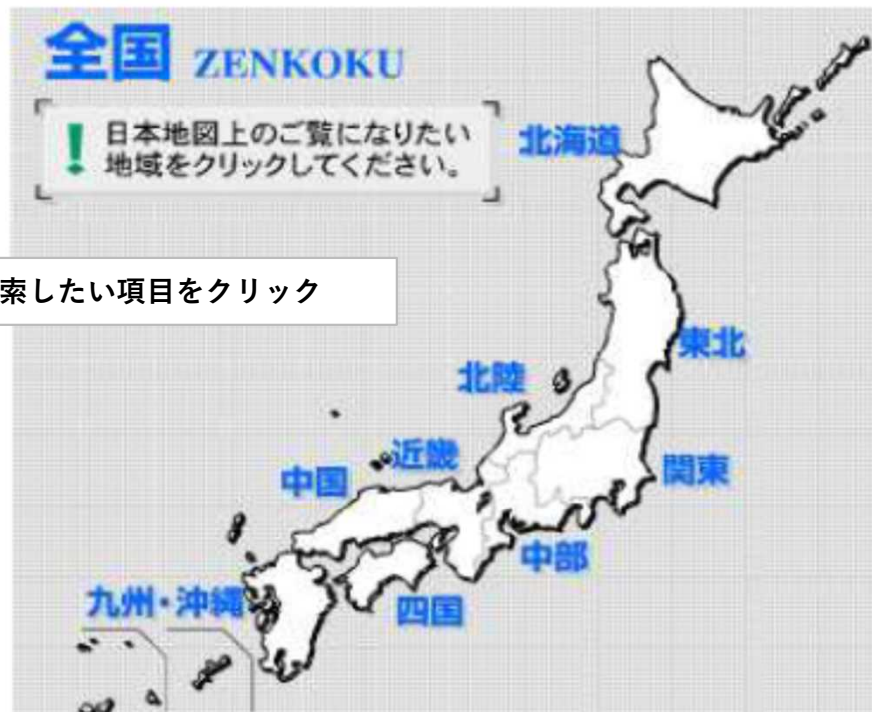 全国 ZENKOKU
! 日本地図上のご覧になりたい
地域をクリックしてください。
北海道
索したい項目をクリック
東北
北陸
近畿
関東
中国
中部
九州・沖縄
四国